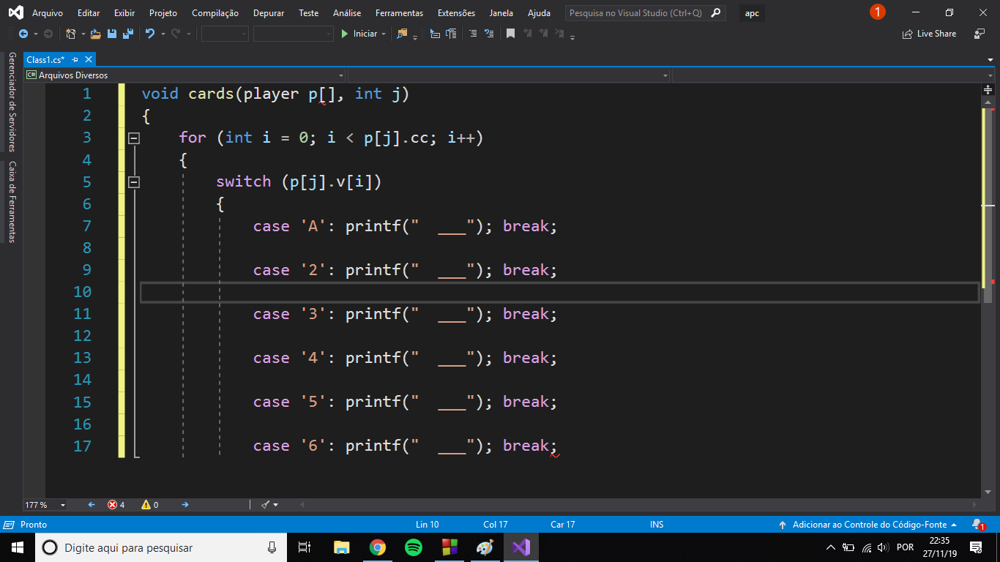 Arquivo Editar Exibir Projeto Compilação Depurar Teste Análise Ferramentas Extensões Janela Ajuda Pesquisa no Visual Studio (Ctrl+Q) apc 1
Iniciar Live Share
Class1.cs*
C# Arquivos Diversos
Gerenciador de Servidores
Caixa de Ferramentas
1 void cards(player p[], int j)
2 {
3 for (int i = 0; i < p[j].cc; i++)
4 {
5 switch (p[j].v[i])
6 {
7 case 'A': printf("  ___"); break;
8
9 case '2': printf("  ___"); break;
10
11 case '3': printf("  ___"); break;
12
13 case '4': printf("  ___"); break;
14
15 case '5': printf("  ___"); break;
16
17 case '6': printf("  ___"); break;
177 % 4 0
Pronto Lin 10 Col 17 Car 17 INS Adicionar ao Controle do Código-Fonte 1
Digite aqui para pesquisar POR 22:35
27/11/19